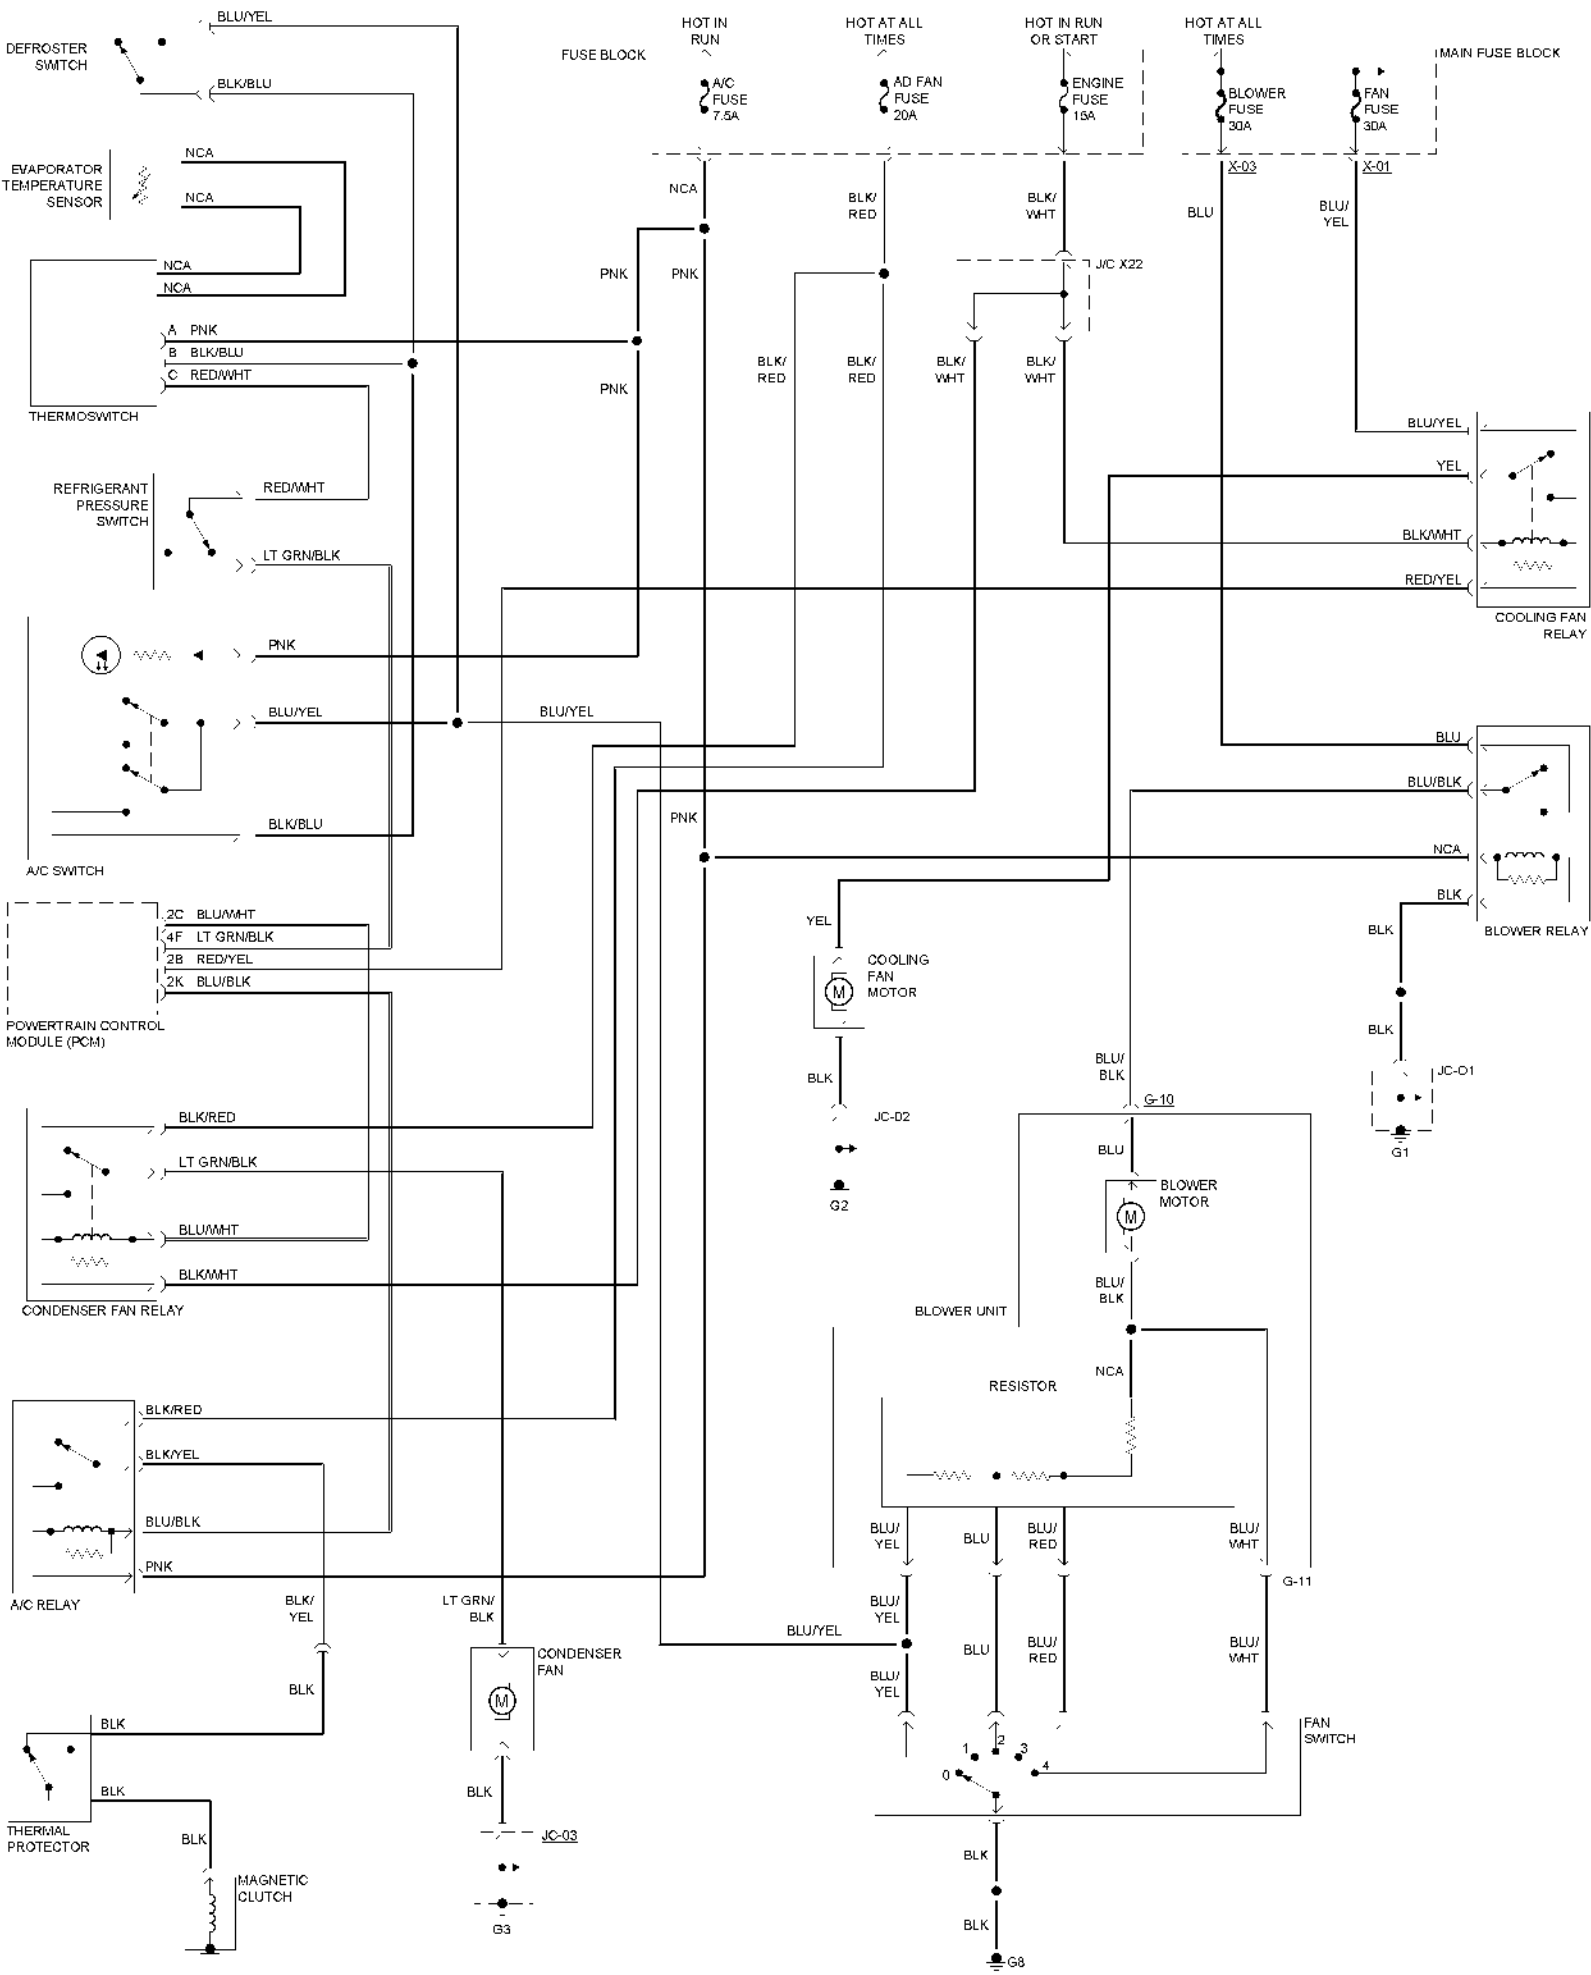 BLU/YEL
DEFROSTER
SWITCH
BLK/BLU
HOT IN
RUN
HOT AT ALL
TIMES
HOT IN RUN
OR START
HOT AT ALL
TIMES
FUSE BLOCK
MAIN FUSE BLOCK
A/C
FUSE
7.5A
AD FAN
FUSE
20A
ENGINE
FUSE
15A
BLOWER
FUSE
30A
FAN
FUSE
30A
X-03
X-01
EVAPORATOR
TEMPERATURE
SENSOR
NCA
NCA
NCA
NCA
NCA
BLK/
RED
BLK/
WHT
BLU
BLU/
YEL
J/C X22
PNK
PNK
A PNK
B BLK/BLU
C RED/WHT
THERMOSWITCH
PNK
BLK/
RED
BLK/
RED
BLK/
WHT
BLK/
WHT
BLU/YEL
YEL
BLK/WHT
RED/YEL
COOLING FAN
RELAY
REFRIGERANT
PRESSURE
SWITCH
RED/WHT
LT GRN/BLK
PNK
BLU/YEL
BLU/YEL
BLK/BLU
A/C SWITCH
PNK
BLU
BLU/BLK
NCA
BLK
BLOWER RELAY
2C BLU/WHT
4F LT GRN/BLK
2B RED/YEL
2K BLU/BLK
POWERTRAIN CONTROL
MODULE (PCM)
YEL
COOLING
FAN
MOTOR
M
BLK
JC-02
G2
BLK
BLK
JC-01
G1
BLU/
BLK
G-10
BLU
BLOWER
MOTOR
M
BLU/
BLK
BLOWER UNIT
NCA
RESISTOR
BLK/RED
LT GRN/BLK
BLU/WHT
BLK/WHT
CONDENSER FAN RELAY
BLK/RED
BLK/YEL
BLU/BLK
PNK
A/C RELAY
BLU/
YEL
BLU
BLU/
RED
BLU/
WHT
G-11
BLK/
YEL
LT GRN/
BLK
BLU/
YEL
BLU/YEL
BLU
BLU/
RED
BLU/
WHT
BLU/
YEL
CONDENSER
FAN
M
BLK
BLK
BLK
THERMAL
PROTECTOR
BLK
MAGNETIC
CLUTCH
BLK
JC-03
G3
FAN
SWITCH
0
1
2
3
4
BLK
BLK
G8